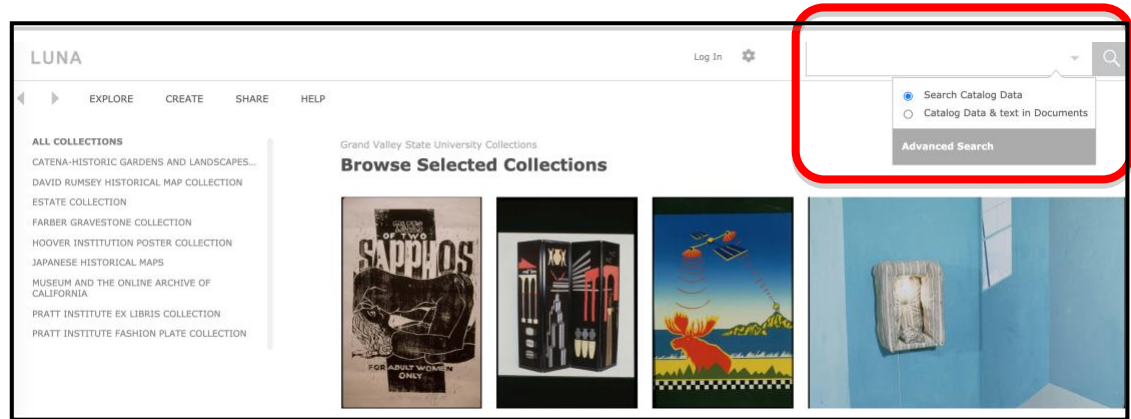 LUNA
Log In
EXPLORE CREATE SHARE HELP
Search Catalog Data
Catalog Data & text in Documents
Advanced Search
ALL COLLECTIONS
CATENA-HISTORIC GARDENS AND LANDSCAPES...
DAVID RUMSEY HISTORICAL MAP COLLECTION
ESTATE COLLECTION
FARBER GRAVESTONE COLLECTION
HOOVER INSTITUTION POSTER COLLECTION
JAPANESE HISTORICAL MAPS
MUSEUM AND THE ONLINE ARCHIVE OF
CALIFORNIA
PRATT INSTITUTE EX LIBRIS COLLECTION
PRATT INSTITUTE FASHION PLATE COLLECTION
Grand Valley State University Collections
Browse Selected Collections
OF TWO
SAPPHOS
FOR ADULT WOMEN
ONLY